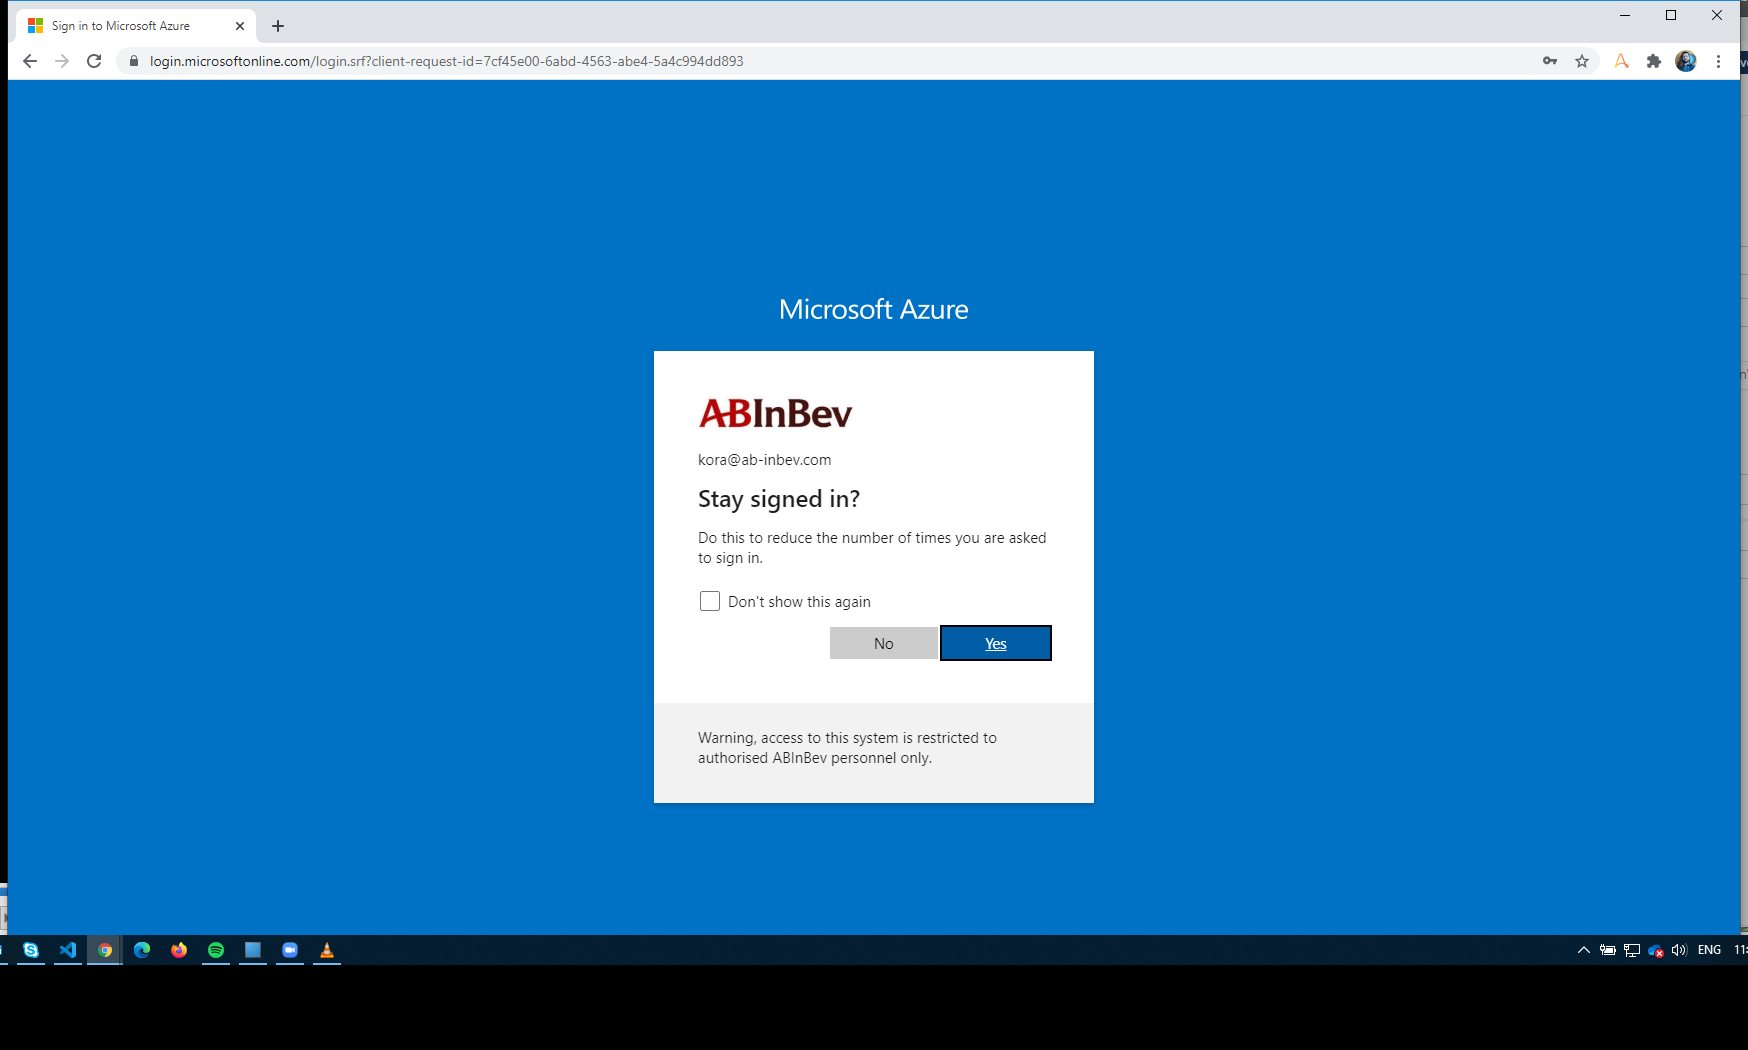 Sign in to Microsoft Azure
login.microsoftonline.com/login.srf?client-request-id=7cf45e00-6abd-4563-abe4-5a4c994dd893
Microsoft Azure
ABInBev
kora@ab-inbev.com
Stay signed in?
Do this to reduce the number of times you are asked
to sign in.
Don't show this again
No
Yes
Warning, access to this system is restricted to
authorised ABInBev personnel only.
ENG